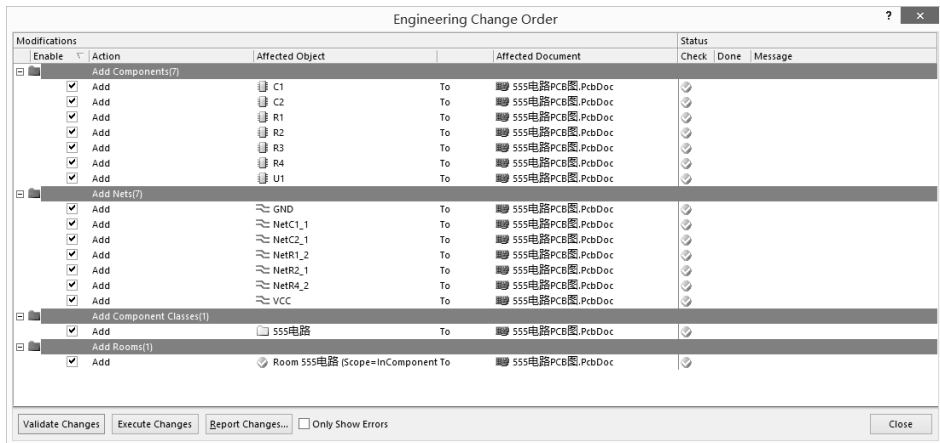 Engineering Change Order ? ×
Modifications Status
Enable Action Affected Object Affected Document Check Done Message
Add Components(7)
Add C1 To 555电路PCB图.PcbDoc
Add C2 To 555电路PCB图.PcbDoc
Add R1 To 555电路PCB图.PcbDoc
Add R2 To 555电路PCB图.PcbDoc
Add R3 To 555电路PCB图.PcbDoc
Add R4 To 555电路PCB图.PcbDoc
Add U1 To 555电路PCB图.PcbDoc
Add Nets(7)
Add GND To 555电路PCB图.PcbDoc
Add NetC1_1 To 555电路PCB图.PcbDoc
Add NetC2_1 To 555电路PCB图.PcbDoc
Add NetR1_2 To 555电路PCB图.PcbDoc
Add NetR2_1 To 555电路PCB图.PcbDoc
Add NetR4_2 To 555电路PCB图.PcbDoc
Add VCC To 555电路PCB图.PcbDoc
Add Component Classes(1)
Add 555电路 To 555电路PCB图.PcbDoc
Add Rooms(1)
Add Room 555电路 (Scope=InComponent To 555电路PCB图.PcbDoc
Validate Changes Execute Changes Report Changes... Only Show Errors Close